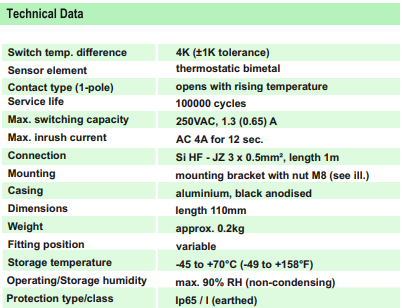 Technical Data
Switch temp. difference 4K (±1K tolerance)
Sensor element thermostatic bimetal
Contact type (1-pole) opens with rising temperature
Service life 100000 cycles
Max. switching capacity 250VAC, 1.3 (0.65) A
Max. inrush current AC 4A for 12 sec.
Connection Si HF - JZ 3 x 0.5mm², length 1m
Mounting mounting bracket with nut M8 (see ill.)
Casing aluminium, black anodised
Dimensions length 110mm
Weight approx. 0.2kg
Fitting position variable
Storage temperature -45 to +70°C (-49 to +158°F)
Operating/Storage humidity max. 90% RH (non-condensing)
Protection type/class Ip65 / I (earthed)